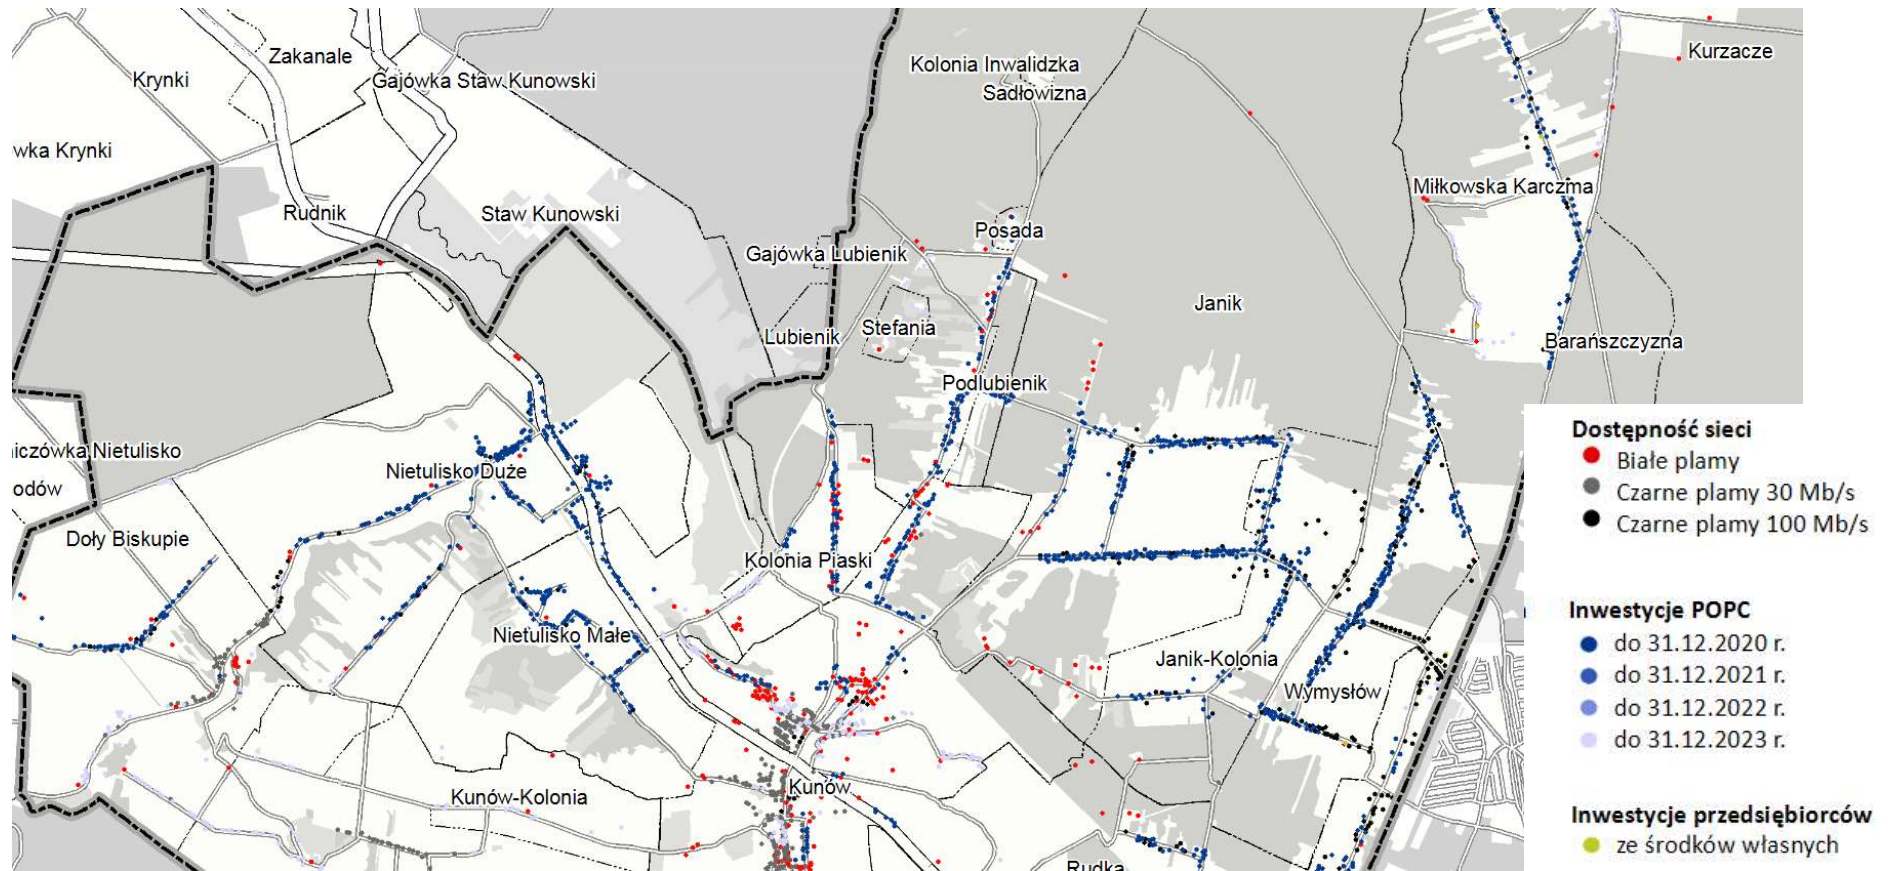 Zakanale
Krynki
Gajówka Staw Kunowski
Kolonia Inwalidzka
Sadłowizna
Kurzacze
wka Krynki
Rudnik
Staw Kunowski
Miłkowska Karczma
Posada
Gajówka Lubienik
Janik
Stefania
Lubienik
Barańszczyzna
Podlubienik
niczówka Nietulisko
Nietulisko Duże
odów
Doły Biskupie
Kolonia Piaski
Nietulisko Małe
Janik-Kolonia
Wymysłów
Kunów
Kunów-Kolonia
Rudka
Dostępność sieci
Białe plamy
Czarne plamy 30 Mb/s
Czarne plamy 100 Mb/s
Inwestycje POPC
do 31.12.2020 r.
do 31.12.2021 r.
do 31.12.2022 r.
do 31.12.2023 r.
Inwestycje przedsiębiorców
ze środków własnych